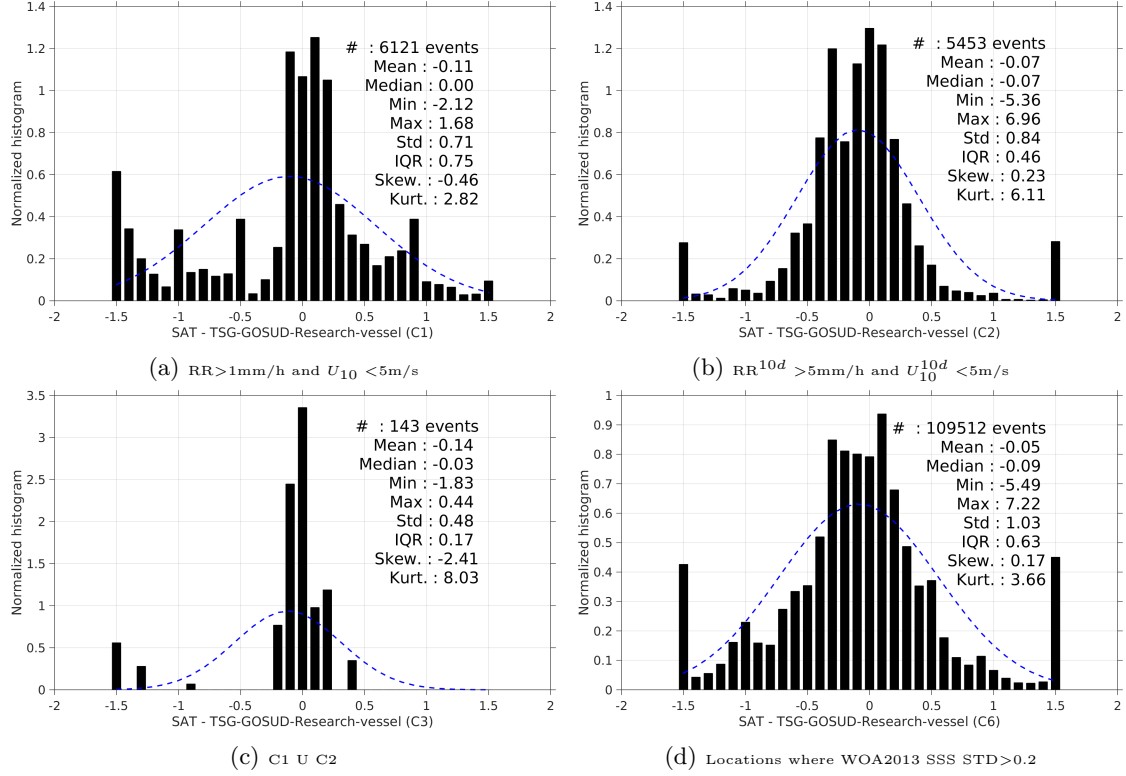 Normalized histogram
1.4
1.2
1
0.8
0.6
0.4
0.2
0
-2
-1.5
-1
-0.5
0
0.5
1
1.5
2
# : 6121 events
Mean : -0.11
Median : 0.00
Min : -2.12
Max : 1.68
Std : 0.71
IQR : 0.75
Skew. : -0.46
Kurt. : 2.82
SAT - TSG-GOSUD-Research-vessel (C1)
(a) RR>1mm/h and U10 <5m/s
Normalized histogram
1.4
1.2
1
0.8
0.6
0.4
0.2
0
-2
-1.5
-1
-0.5
0
0.5
1
1.5
2
# : 5453 events
Mean : -0.07
Median : -0.07
Min : -5.36
Max : 6.96
Std : 0.84
IQR : 0.46
Skew. : 0.23
Kurt. : 6.11
SAT - TSG-GOSUD-Research-vessel (C2)
(b) RR^10d >5mm/h and U10^10d <5m/s
Normalized histogram
3.5
3
2.5
2
1.5
1
0.5
0
-2
-1.5
-1
-0.5
0
0.5
1
1.5
2
# : 143 events
Mean : -0.14
Median : -0.03
Min : -1.83
Max : 0.44
Std : 0.48
IQR : 0.17
Skew. : -2.41
Kurt. : 8.03
SAT - TSG-GOSUD-Research-vessel (C3)
(c) C1 U C2
Normalized histogram
1
0.9
0.8
0.7
0.6
0.5
0.4
0.3
0.2
0.1
0
-2
-1.5
-1
-0.5
0
0.5
1
1.5
2
# : 109512 events
Mean : -0.05
Median : -0.09
Min : -5.49
Max : 7.22
Std : 1.03
IQR : 0.63
Skew. : 0.17
Kurt. : 3.66
SAT - TSG-GOSUD-Research-vessel (C6)
(d) Locations where WOA2013 SSS STD>0.2